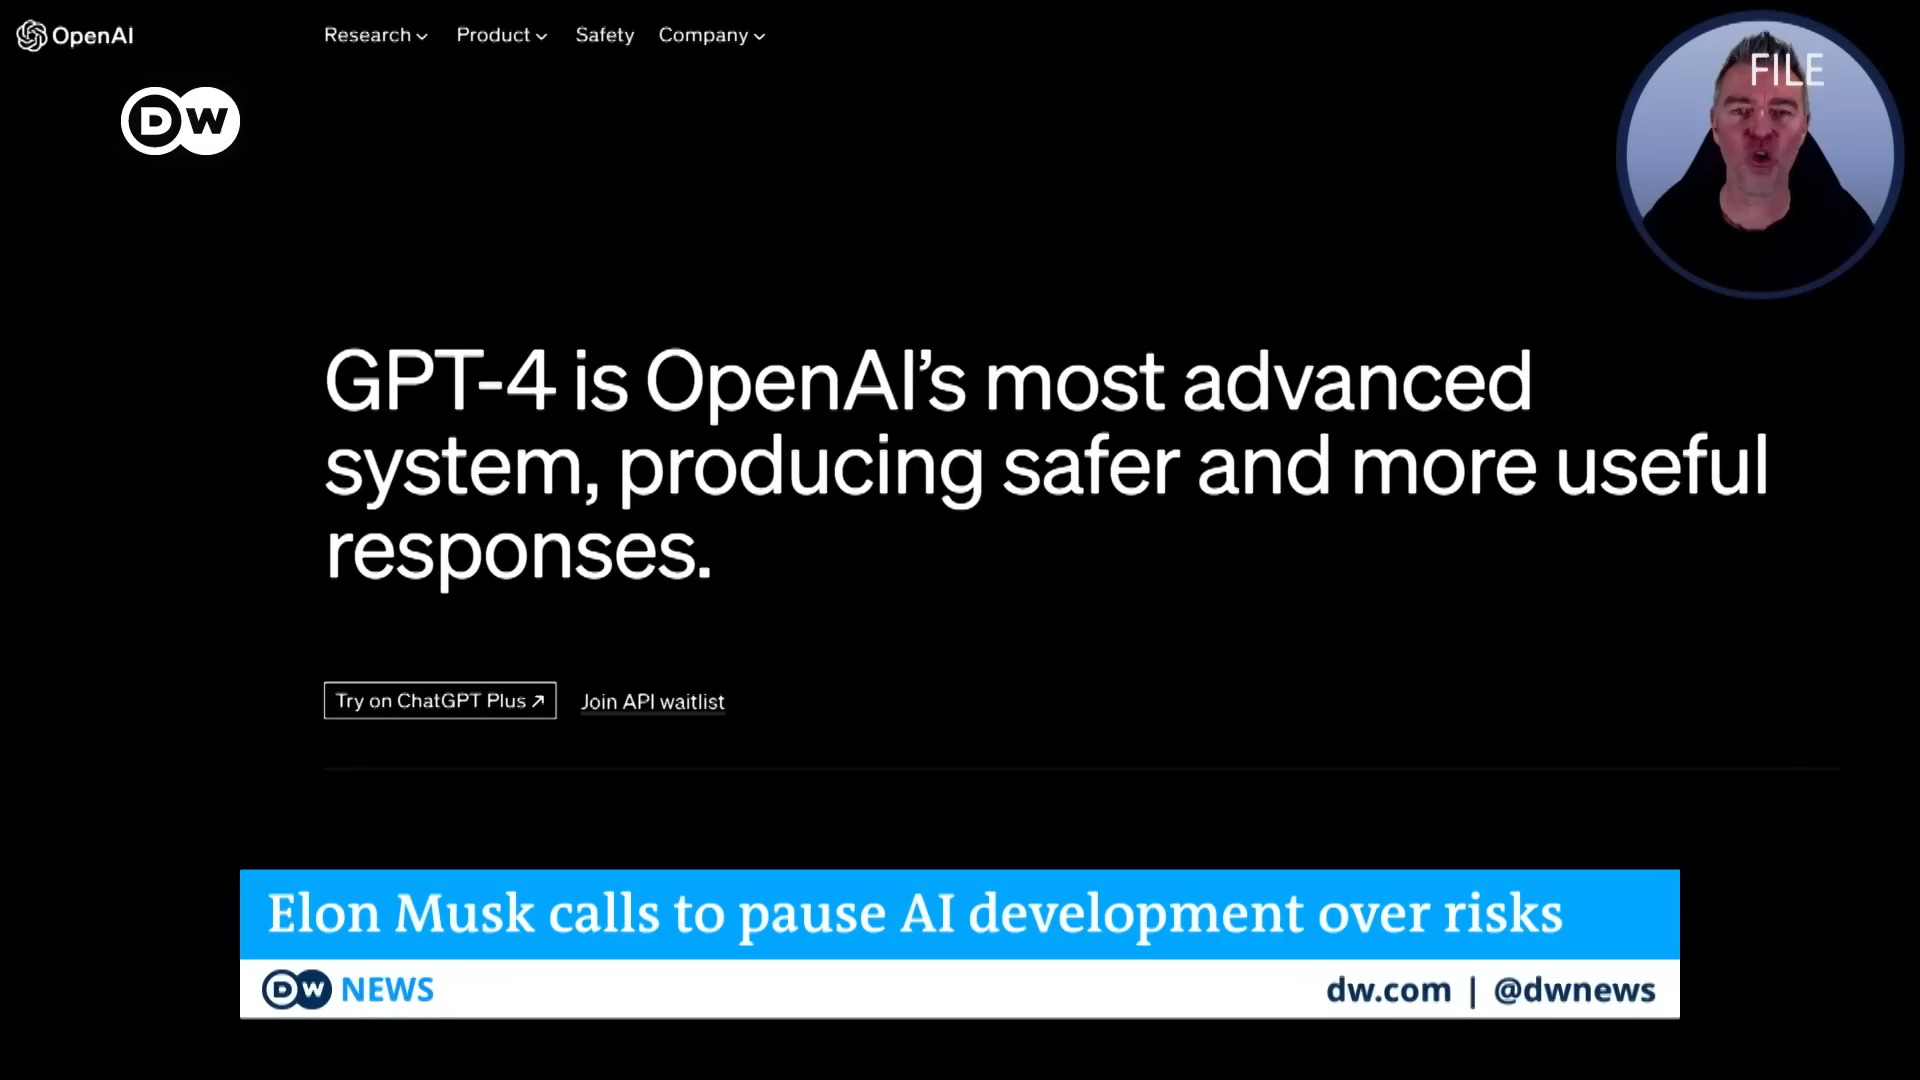 OpenAI
Research
Product
Safety
Company
FILE
DW
GPT-4 is OpenAI’s most advanced
system, producing safer and more useful
responses.
Try on ChatGPT Plus ↗
Join API waitlist
Elon Musk calls to pause AI development over risks
DW NEWS
dw.com | @dwnews